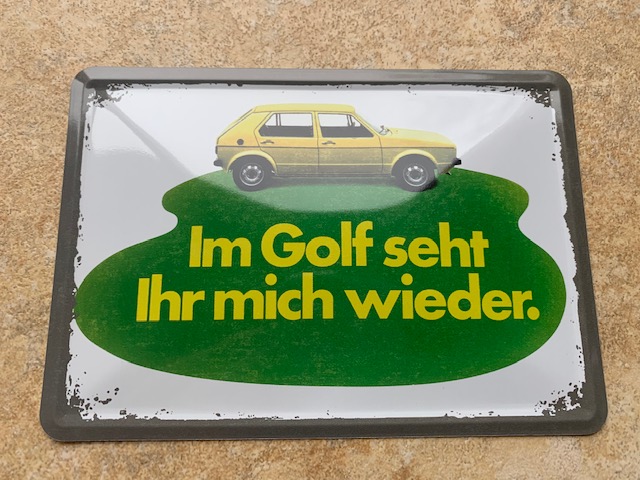 Im Golf seht
Ihr mich wieder.